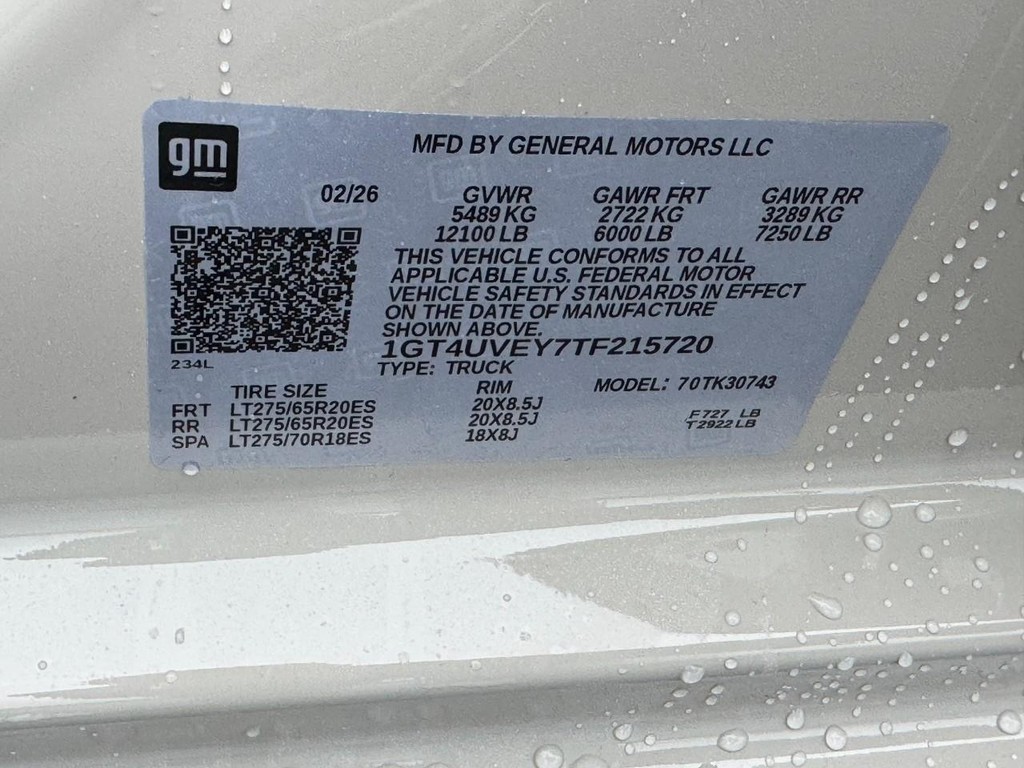 gm
MFD BY GENERAL MOTORS LLC
02/26 GVWR GAWR FRT GAWR RR
5489 KG 2722 KG 3289 KG
12100 LB 6000 LB 7250 LB
THIS VEHICLE CONFORMS TO ALL
APPLICABLE U.S. FEDERAL MOTOR
VEHICLE SAFETY STANDARDS IN EFFECT
ON THE DATE OF MANUFACTURE
SHOWN ABOVE.
1GT4UVEY7TF215720
234L
TYPE: TRUCK
TIRE SIZE RIM MODEL: 70TK30743
FRT LT275/65R20ES 20X8.5J
RR LT275/65R20ES 20X8.5J
SPA LT275/70R18ES 18X8J
F 727 LB
T 2922 LB